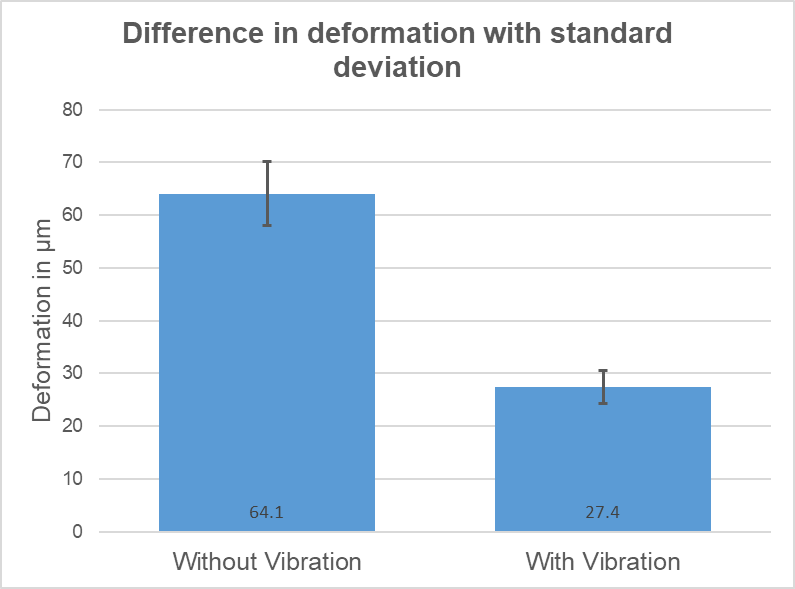 Difference in deformation with standard
deviation
80
70
60
50
40
30
20
10
0
Deformation in µm
64.1
27.4
Without Vibration
With Vibration